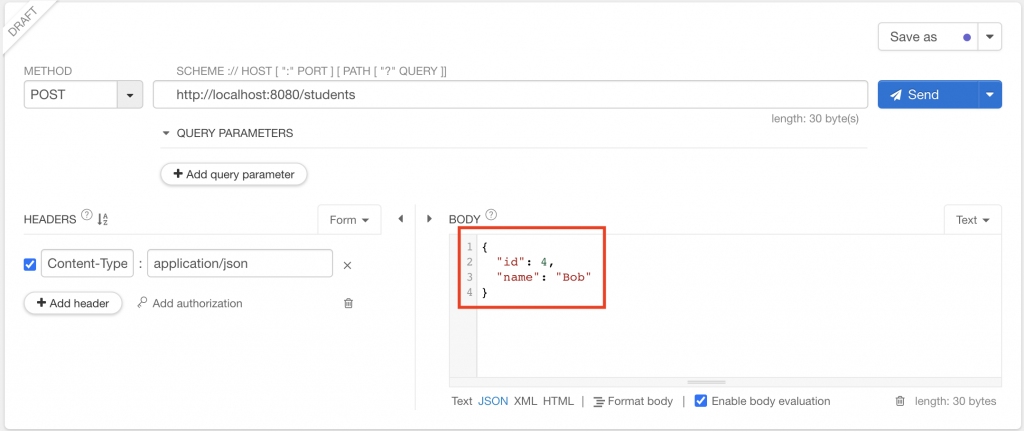 DRAFT
Save as
METHOD
SCHEME :// HOST [ ":" PORT ] [ PATH [ "?" QUERY ]]
POST
http://localhost:8080/students
Send
length: 30 byte(s)
QUERY PARAMETERS
+ Add query parameter
HEADERS ? A Z
Form
BODY ?
Text
Content-Type : application/json ×
+ Add header
Add authorization
1 {
2 "id": 4,
3 "name": "Bob"
4 }
Text JSON XML HTML | Format body | Enable body evaluation
length: 30 bytes